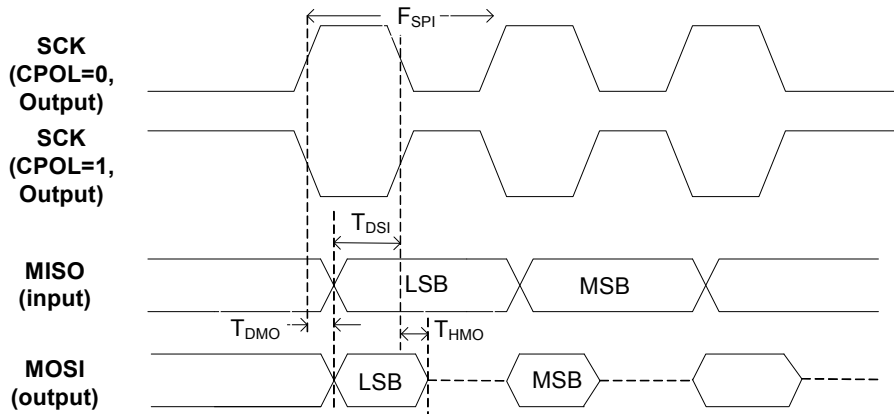 F_SPI
SCK
(CPOL=0,
Output)
SCK
(CPOL=1,
Output)
T_DSI
MISO
(input)
LSB
MSB
T_DMO
T_HMO
MOSI
(output)
LSB
MSB